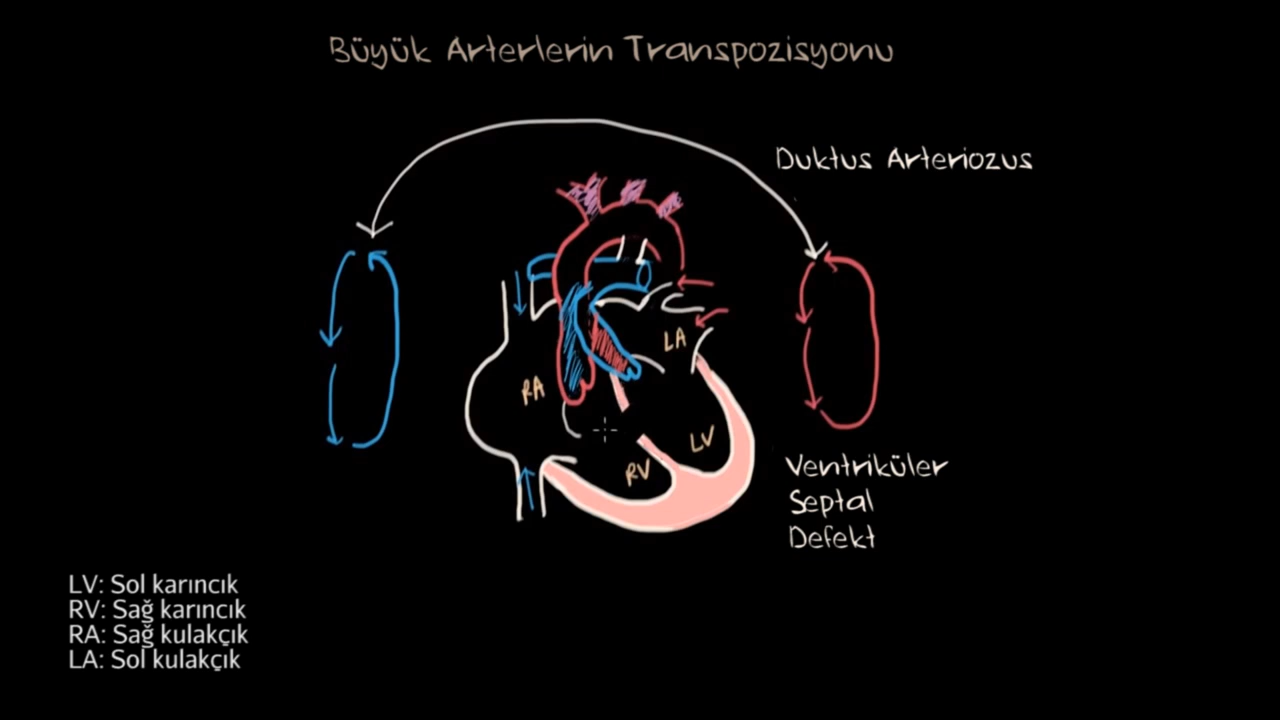 Büyük Arterlerin Transpozisyonu
Duktus Arteriozus
LA
RA
LV
RV
Ventriküler
Septal
Defekt
LV: Sol karıncık
RV: Sağ karıncık
RA: Sağ kulakçık
LA: Sol kulakçık